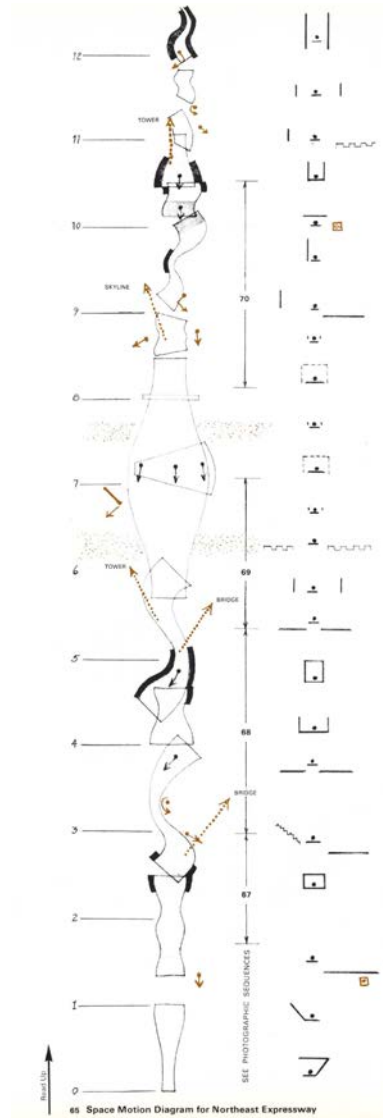 12
TOWER
11
10
SKYLINE
70
9
8
7
6
TOWER
69
BRIDGE
5
68
4
BRIDGE
3
67
2
SEE PHOTOGRAPHIC SEQUENCES
1
Read Up
0
65 Space Motion Diagram for Northeast Expressway